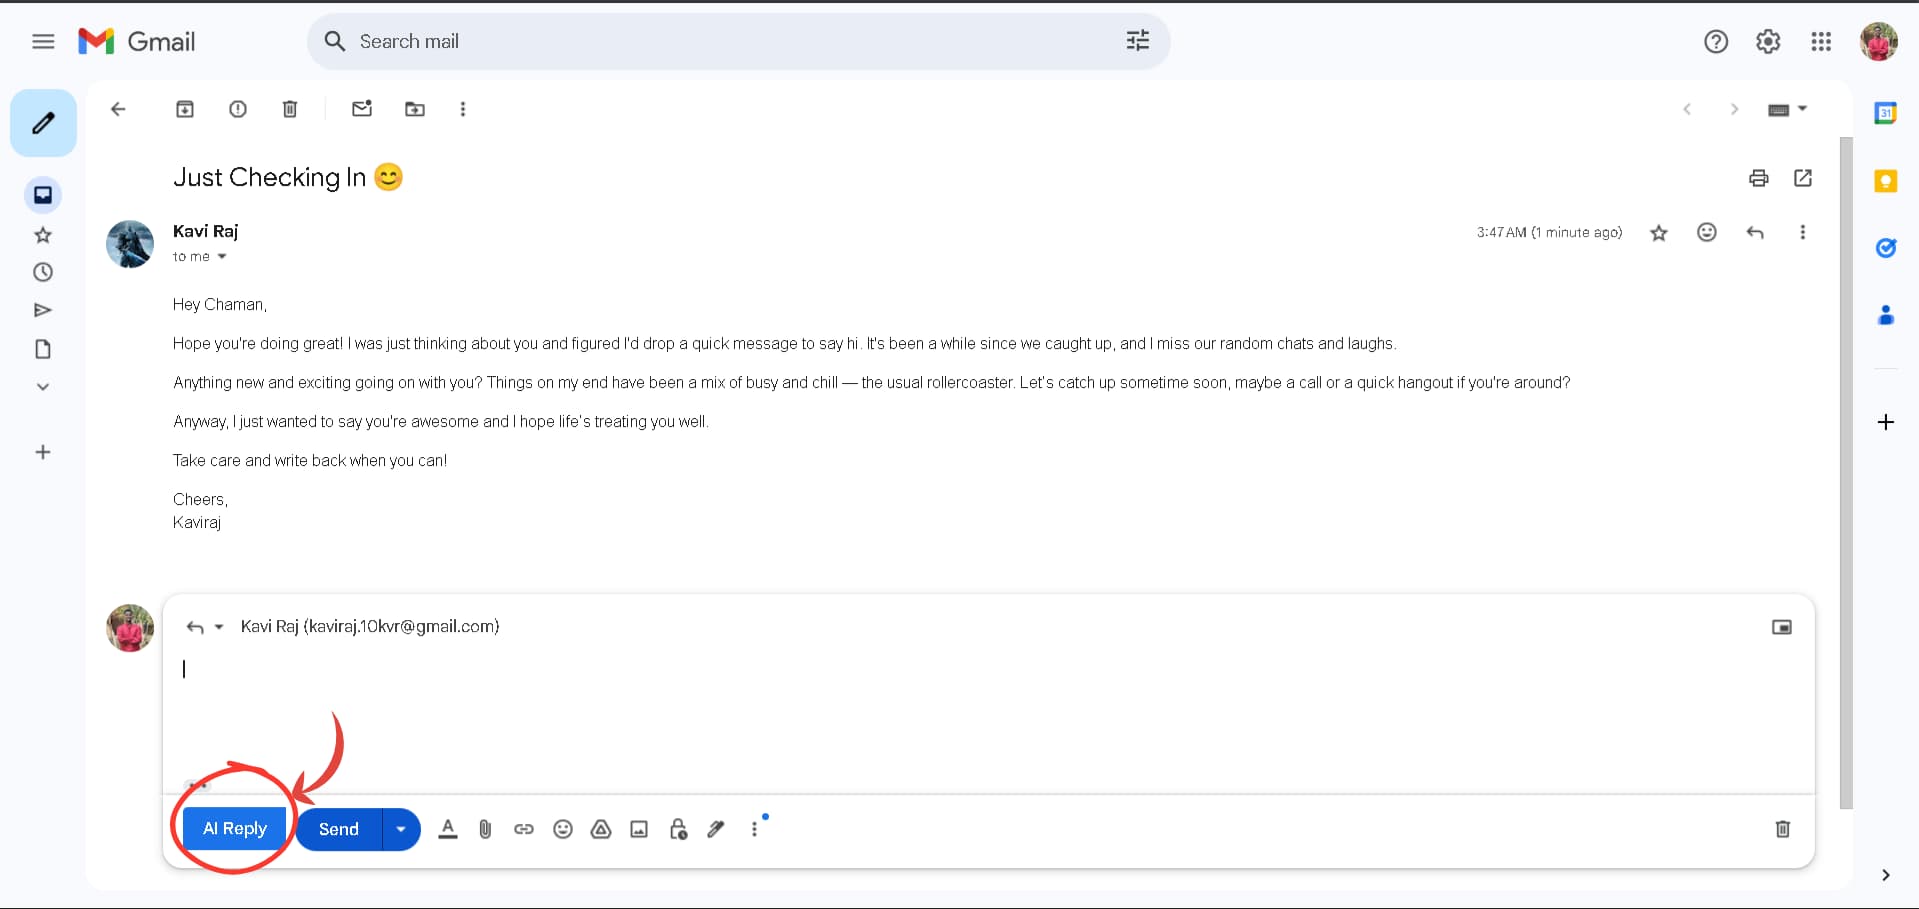 Gmail
Search mail
Just Checking In 😊
Kavi Raj
3:47 AM (1 minute ago)
to me
Hey Chaman,
Hope you're doing great! I was just thinking about you and figured I'd drop a quick message to say hi. It's been a while since we caught up, and I miss our random chats and laughs.
Anything new and exciting going on with you? Things on my end have been a mix of busy and chill — the usual rollercoaster. Let's catch up sometime soon, maybe a call or a quick hangout if you're around?
Anyway, I just wanted to say you're awesome and I hope life's treating you well.
Take care and write back when you can!
Cheers,
Kaviraj
Kavi Raj (kaviraj.10kvr@gmail.com)
AI Reply
Send
31